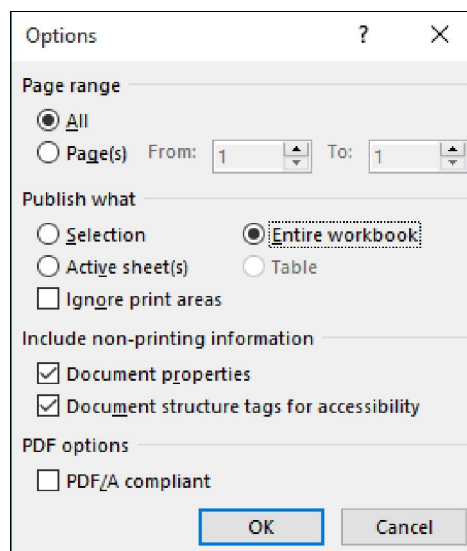 Options ? X
Page range
All
Page(s) From: 1 To: 1
Publish what
Selection Entire workbook
Active sheet(s) Table
Ignore print areas
Include non-printing information
Document properties
Document structure tags for accessibility
PDF options
PDF/A compliant
OK Cancel